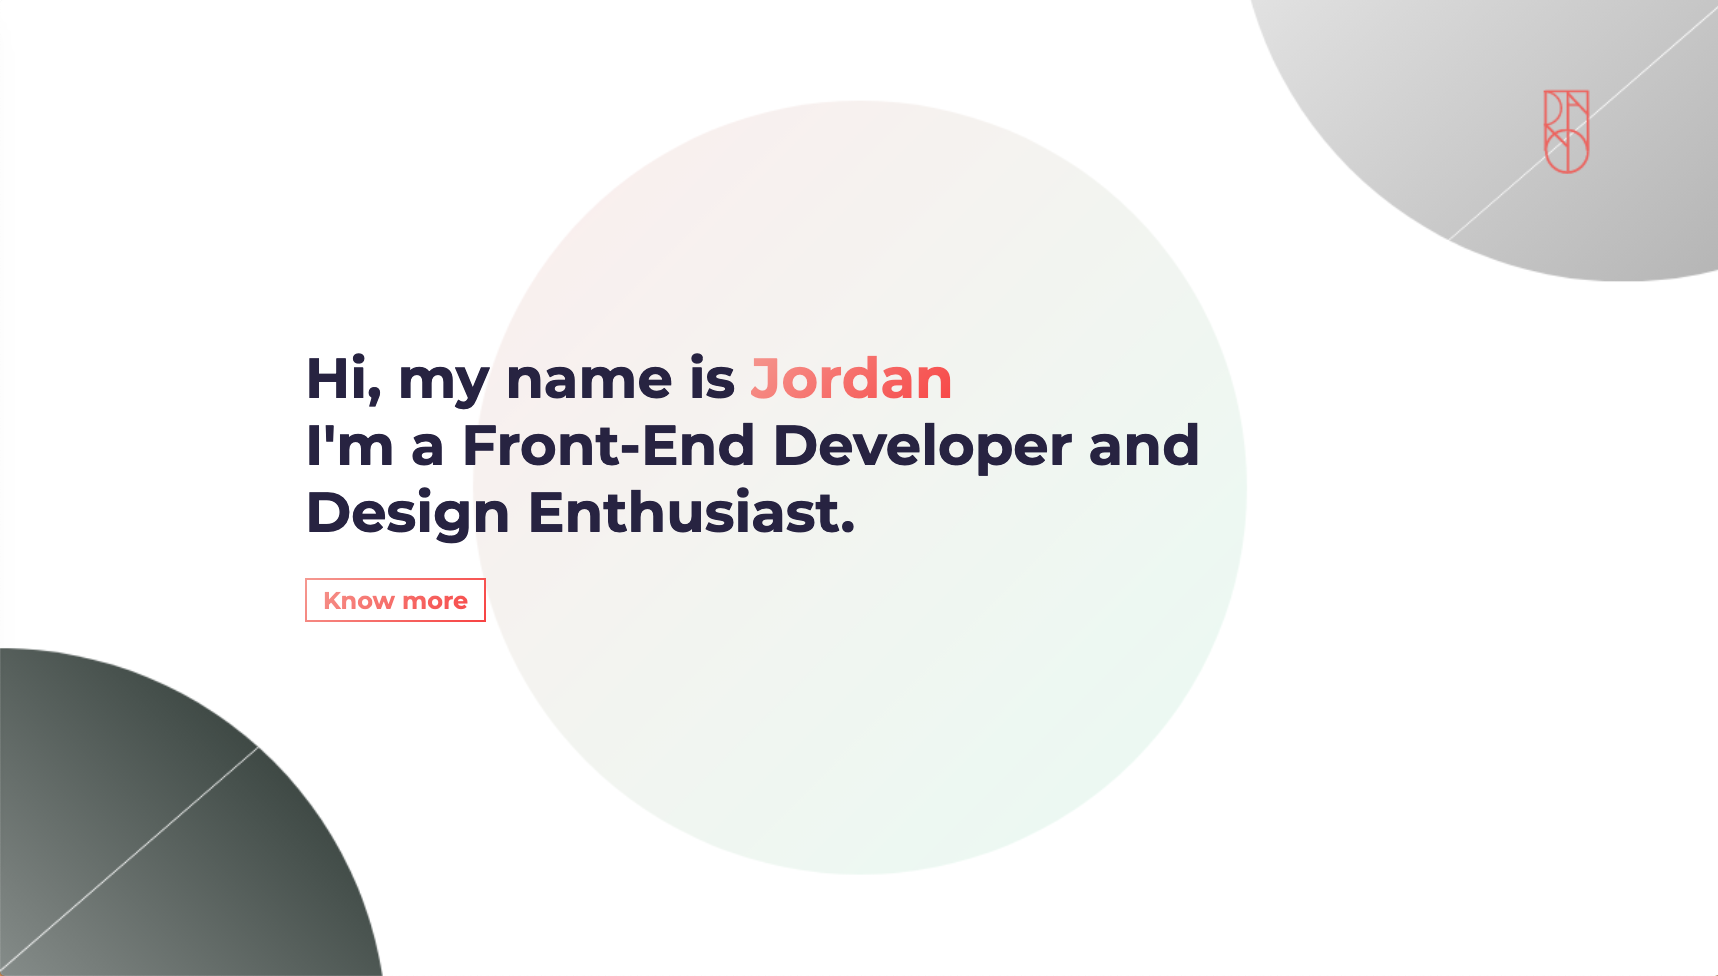 Hi, my name is Jordan
I'm a Front-End Developer and
Design Enthusiast.
Know more